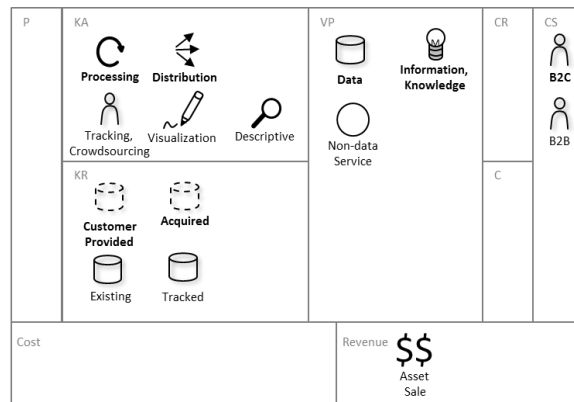 P
KA
VP
CR
CS
Processing
Distribution
Data
Information,
Knowledge
B2C
Tracking,
Crowdsourcing
Visualization
Descriptive
Non-data
Service
B2B
KR
C
Customer
Provided
Acquired
Existing
Tracked
Cost
Revenue
$$
Asset
Sale